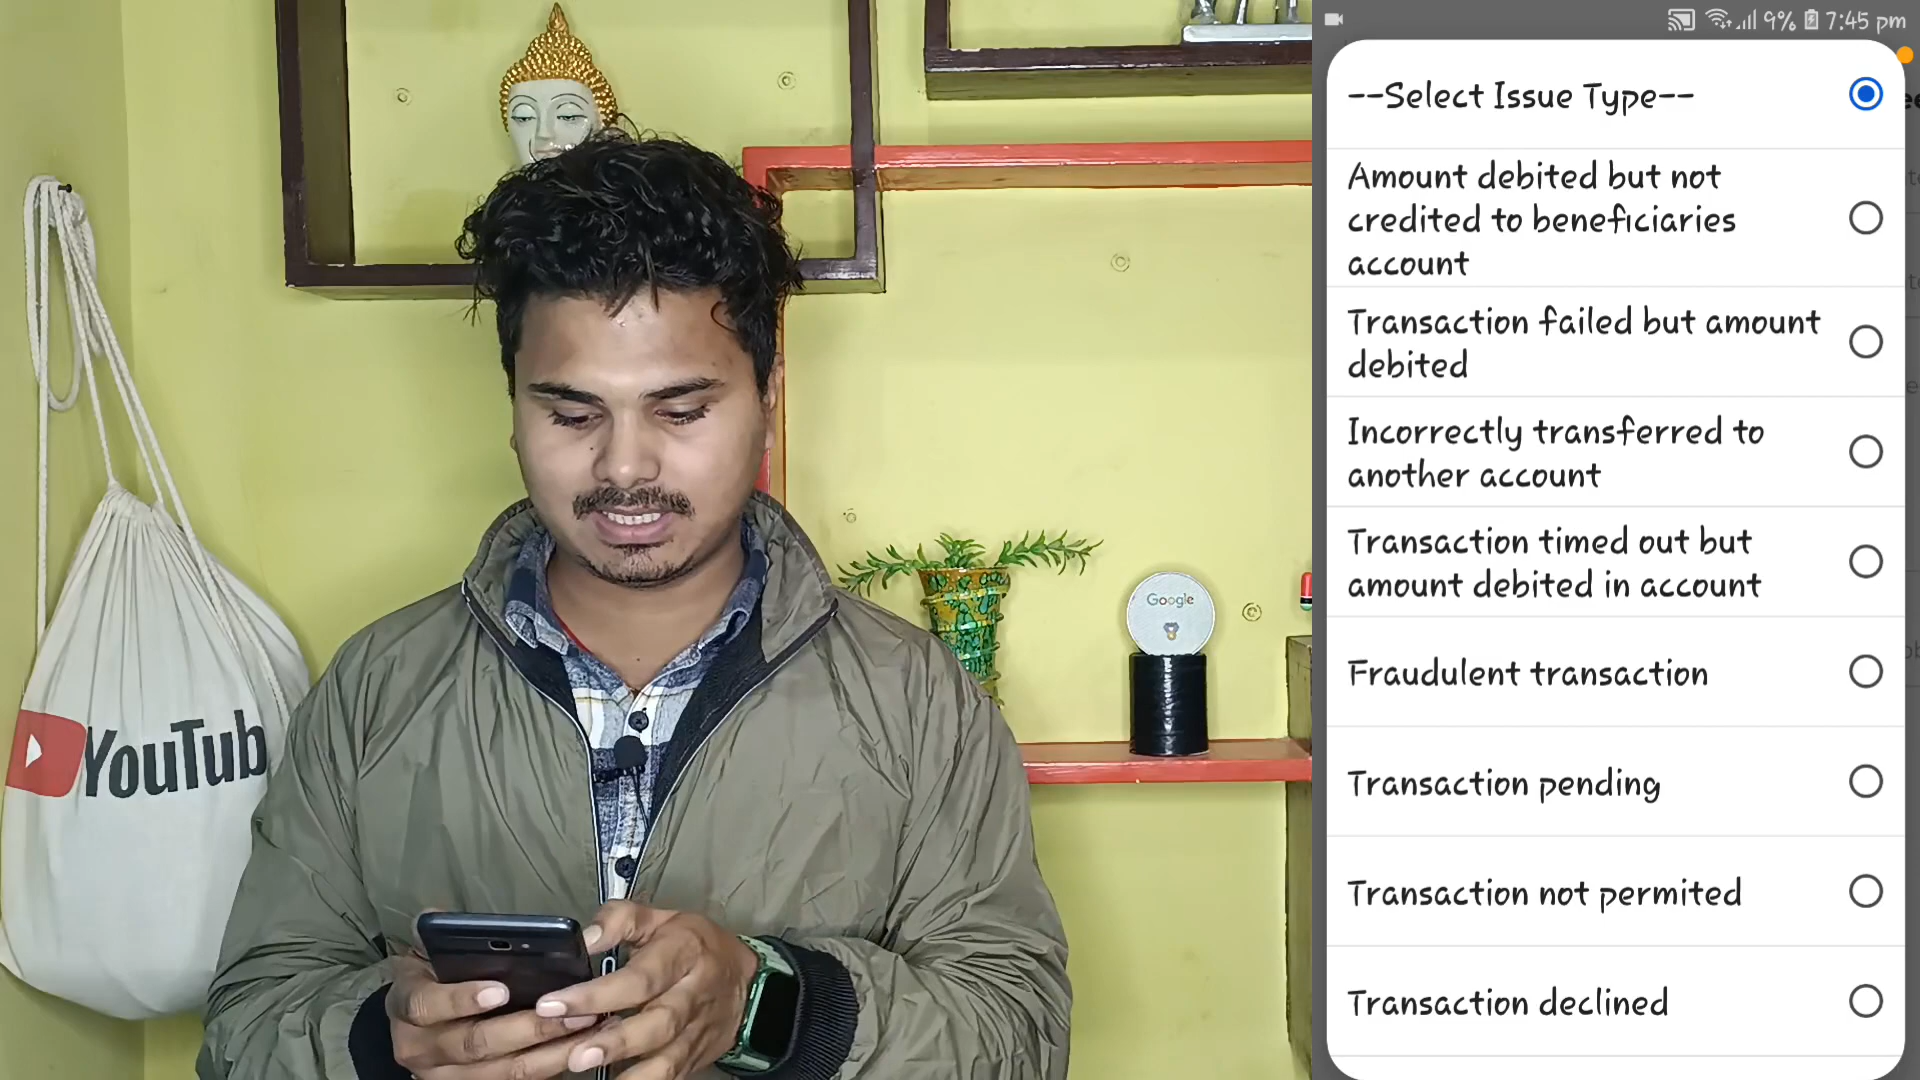 YouTub
Google
9% 7:45 pm
--Select Issue Type--
Amount debited but not
credited to beneficiaries
account
Transaction failed but amount
debited
Incorrectly transferred to
another account
Transaction timed out but
amount debited in account
Fraudulent transaction
Transaction pending
Transaction not permited
Transaction declined